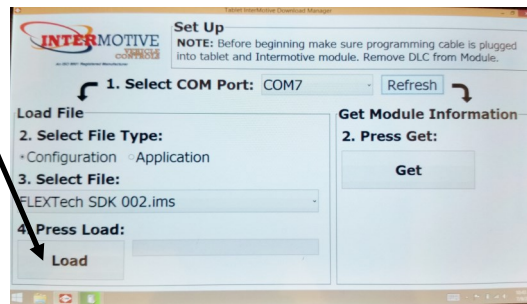 Tablet InterMotive Download Manager
INTERMOTIVE
VEHICLE
CONTROLS
Set Up
NOTE: Before beginning make sure programming cable is plugged
into tablet and Intermotive module. Remove DLC from Module.
1. Select COM Port: COM7 Refresh
Load File
2. Select File Type:
Configuration Application
3. Select File:
FLEXTech SDK 002.ims
4. Press Load:
Load
Get Module Information
2. Press Get:
Get